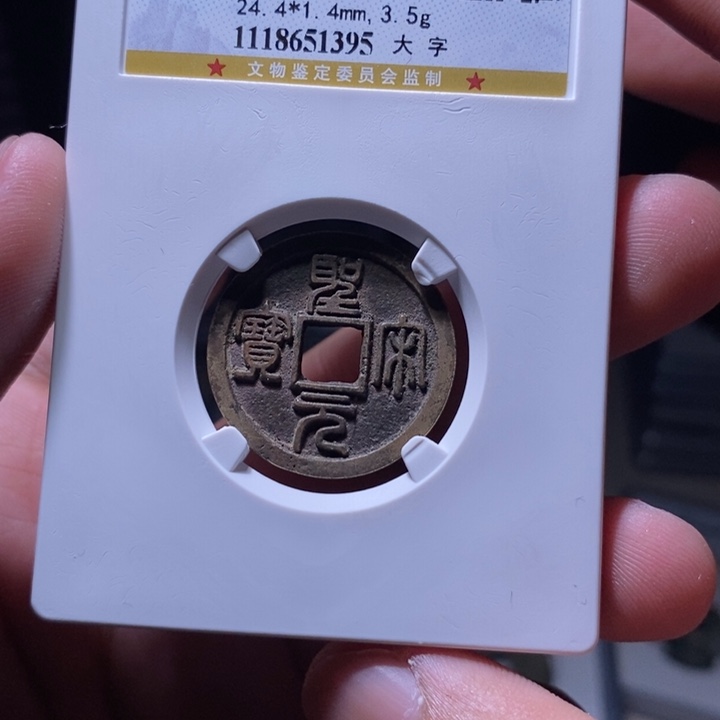 24.4*1.4mm, 3.5g
1118651395 大字
文物鉴定委员会监制
聖宋元寶